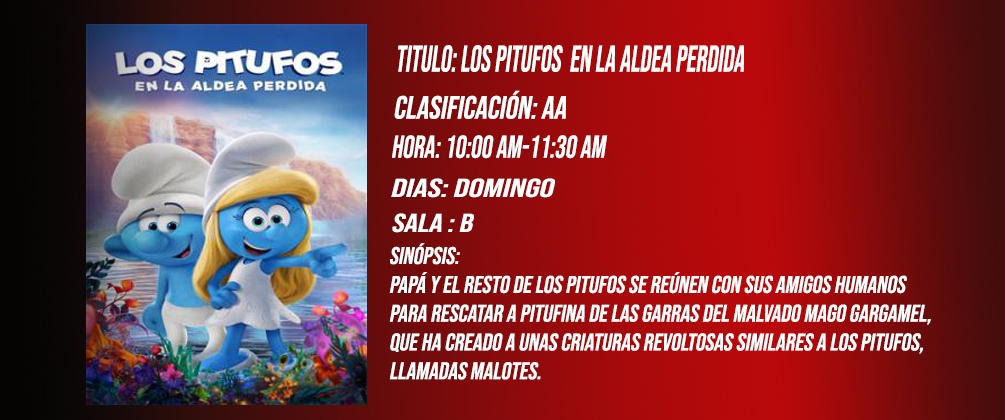 LOS PITUFOS
EN LA ALDEA PERDIDA
TITULO: LOS PITUFOS EN LA ALDEA PERDIDA
CLASIFICACIÓN: AA
HORA: 10:00 AM-11:30 AM
DIAS: DOMINGO
SALA : B
SINÓPSIS:
PAPÁ Y EL RESTO DE LOS PITUFOS SE REÚNEN CON SUS AMIGOS HUMANOS
PARA RESCATAR A PITUFINA DE LAS GARRAS DEL MALVADO MAGO GARGAMEL,
QUE HA CREADO A UNAS CRIATURAS REVOLTOSAS SIMILARES A LOS PITUFOS,
LLAMADAS MALOTES.